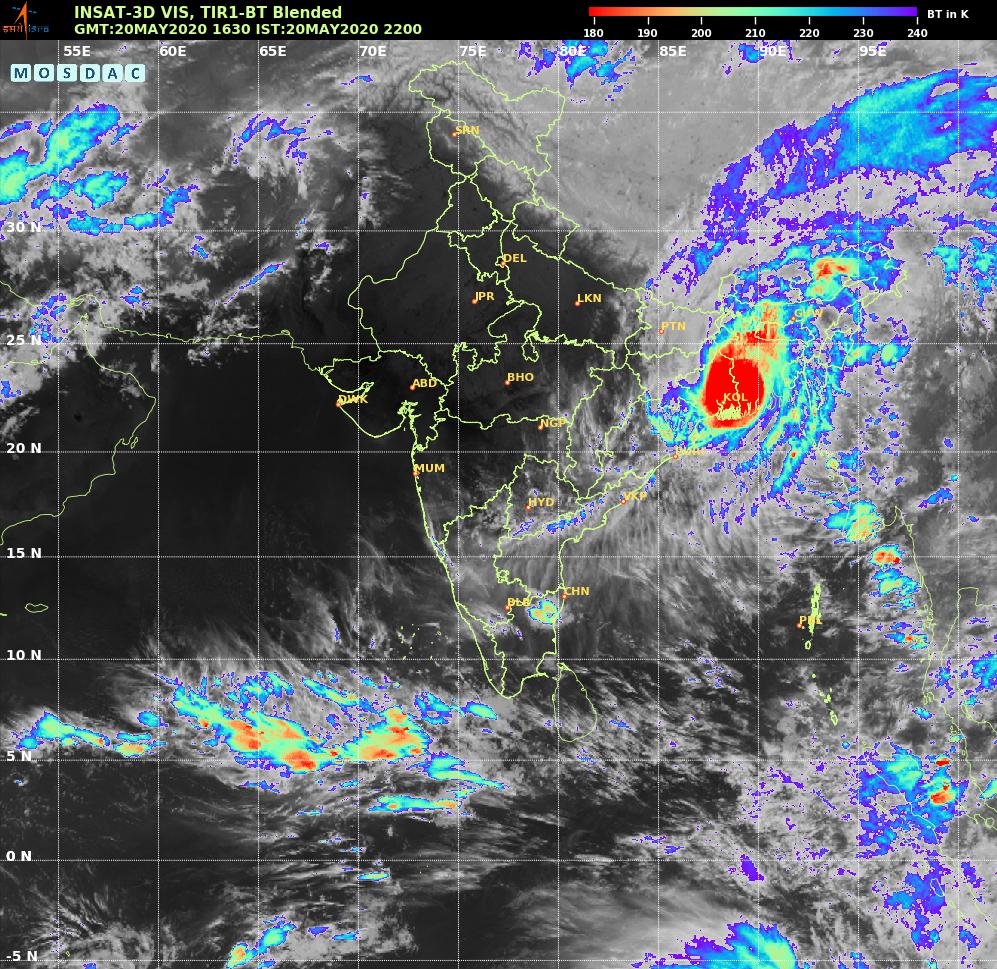 INSAT-3D VIS, TIR1-BT Blended
GMT:20MAY2020 1630 IST:20MAY2020 2200
BT in K
180 190 200 210 220 230 240
55E 60E 65E 70E 75E 80E 85E 90E 95E
MOSDAC
SRN
30 N
DEL
JPR LKN
GUW
PTN
25 N
ABD BHO
DWK KOL
NGP
20 N
MUM
HYD VKP
15 N
BLR CHN
PBL
10 N
5 N
0 N
-5 N